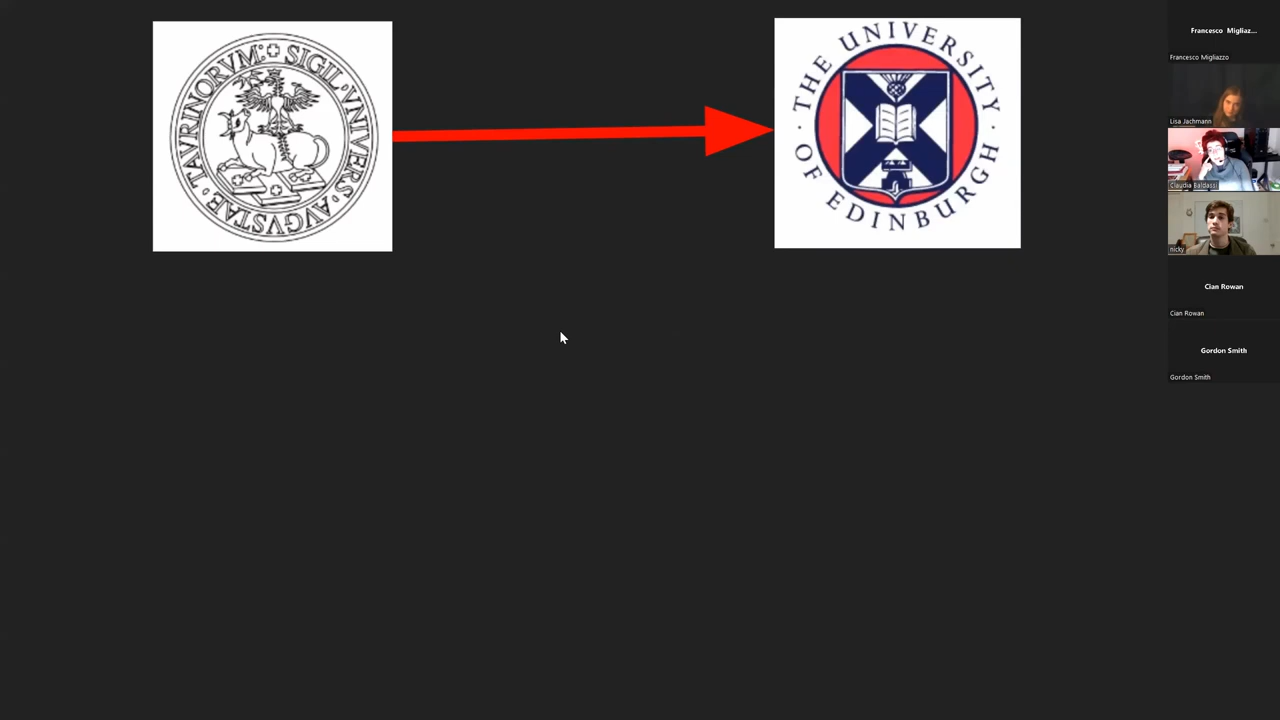 TAVRINORVM: SIGIL·VNIVERS·AVGVSTAE·
THE UNIVERSITY
· OF EDINBURGH ·
Francesco Migliaz...
Francesco Migliazzo
Lisa Jachmann
Claudia Baldassi
nicky
Cian Rowan
Cian Rowan
Gordon Smith
Gordon Smith